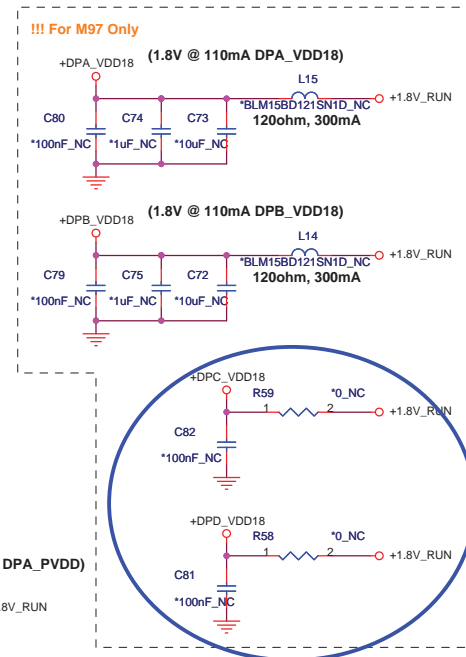 !!! For M97 Only
(1.8V @ 110mA DPA_VDD18)
+DPA_VDD18
L15
+1.8V_RUN
*BLM15BD121SN1D_NC
120ohm, 300mA
C80
C74
C73
*100nF_NC
*1uF_NC
*10uF_NC
(1.8V @ 110mA DPB_VDD18)
+DPB_VDD18
L14
+1.8V_RUN
*BLM15BD121SN1D_NC
120ohm, 300mA
C79
C75
C72
*100nF_NC
*1uF_NC
*10uF_NC
+DPC_VDD18
R59
*0_NC
1
2
+1.8V_RUN
C82
*100nF_NC
+DPD_VDD18
R58
*0_NC
1
2
+1.8V_RUN
C81
*100nF_NC
DPA_PVDD)
.8V_RUN